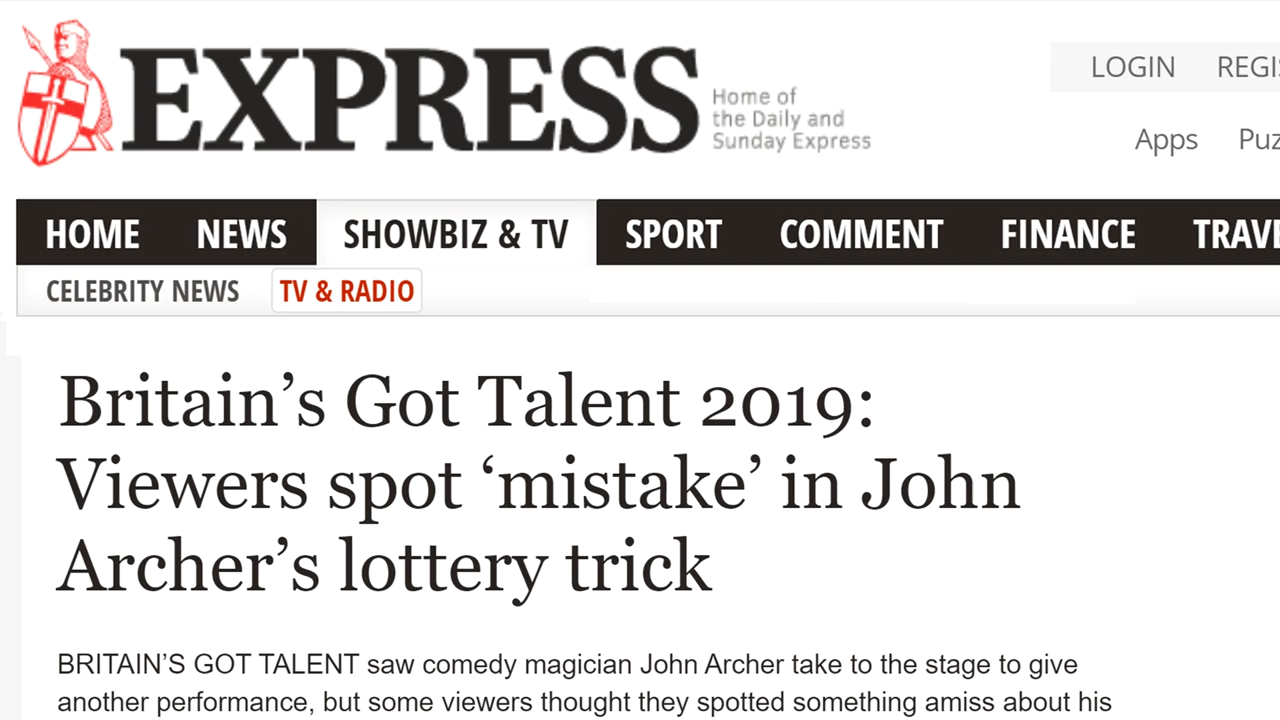 EXPRESS
Home of
the Daily and
Sunday Express
LOGIN REGIS
Apps Puz
HOME NEWS SHOWBIZ & TV SPORT COMMENT FINANCE TRAVE
CELEBRITY NEWS TV & RADIO
Britain’s Got Talent 2019:
Viewers spot ‘mistake’ in John
Archer’s lottery trick
BRITAIN’S GOT TALENT saw comedy magician John Archer take to the stage to give
another performance, but some viewers thought they spotted something amiss about his